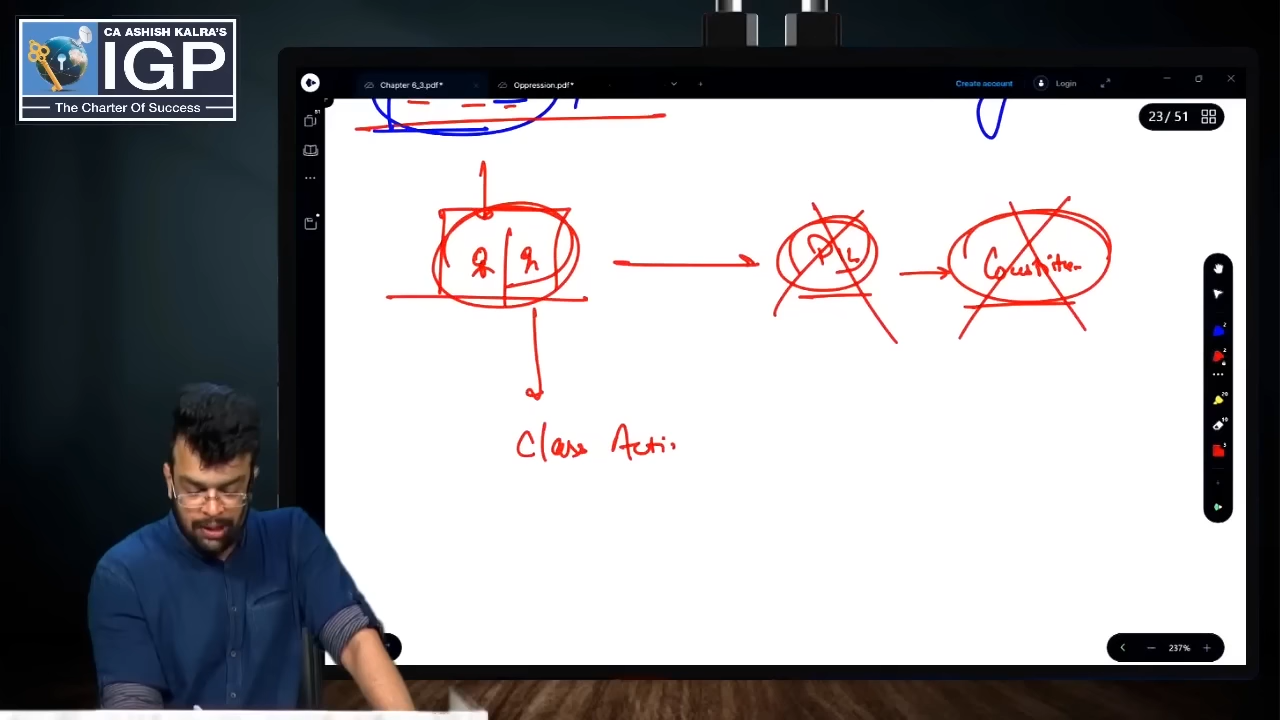 CA ASHISH KALRA'S
IGP
The Charter Of Success
Chapter 6_3.pdf*
Oppression.pdf*
Create account
Login
23 / 51
PIL
Class Acti
237%